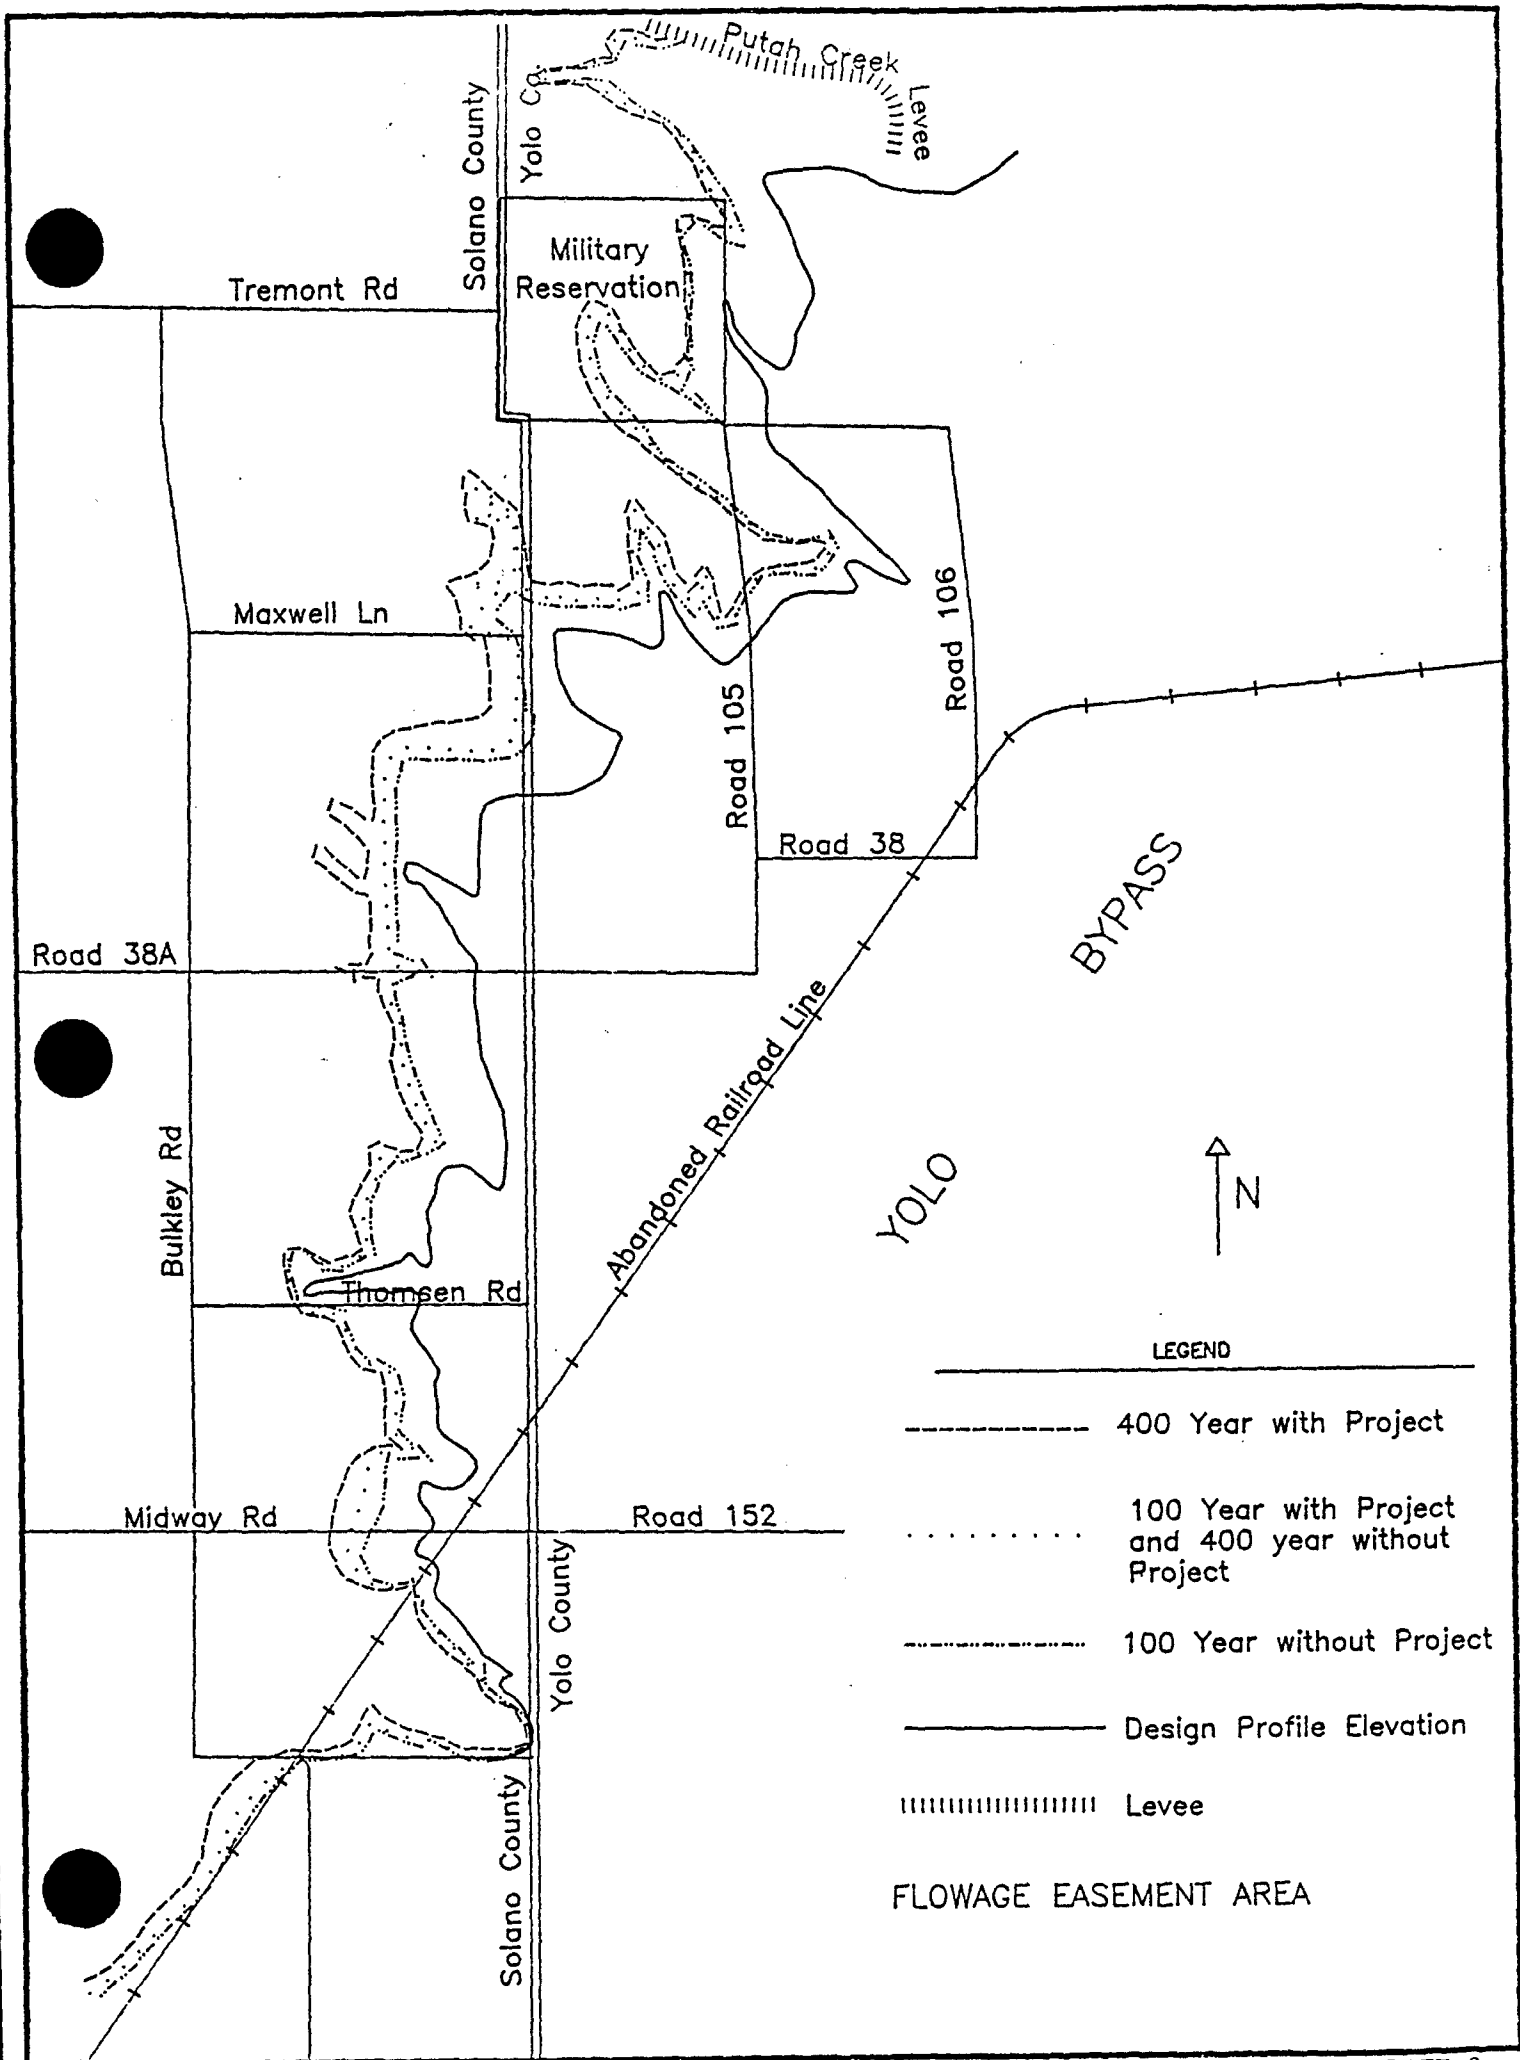 Putah Creek
Levee
Solano County
Yolo Co
Military
Reservation
Tremont Rd
Maxwell Ln
Road 106
Road 105
Road 38
BYPASS
Road 38A
Abandoned Railroad Line
Bulkley Rd
YOLO
N
Thomsen Rd
LEGEND
400 Year with Project
100 Year with Project
and 400 year without
Project
Midway Rd
Road 152
Yolo County
100 Year without Project
Design Profile Elevation
Levee
Solano County
FLOWAGE EASEMENT AREA